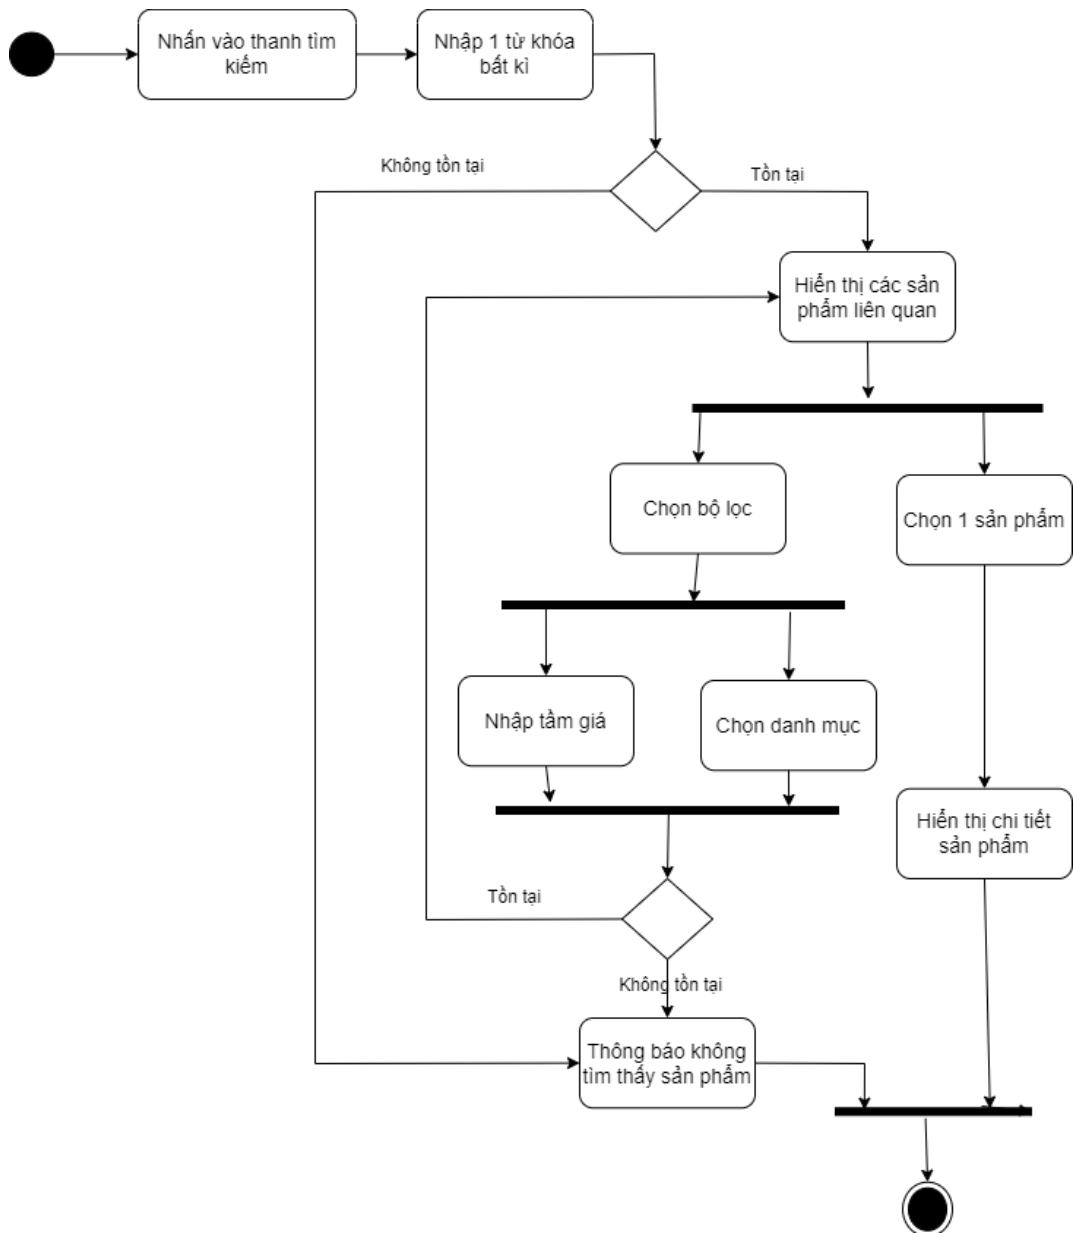 Nhấn vào thanh tìm
kiếm
Nhập 1 từ khóa
bất kì
Không tồn tại
Tồn tại
Hiển thị các sản
phẩm liên quan
Chọn bộ lọc
Chọn 1 sản phẩm
Nhập tầm giá
Chọn danh mục
Hiển thị chi tiết
sản phẩm
Tồn tại
Không tồn tại
Thông báo không
tìm thấy sản phẩm